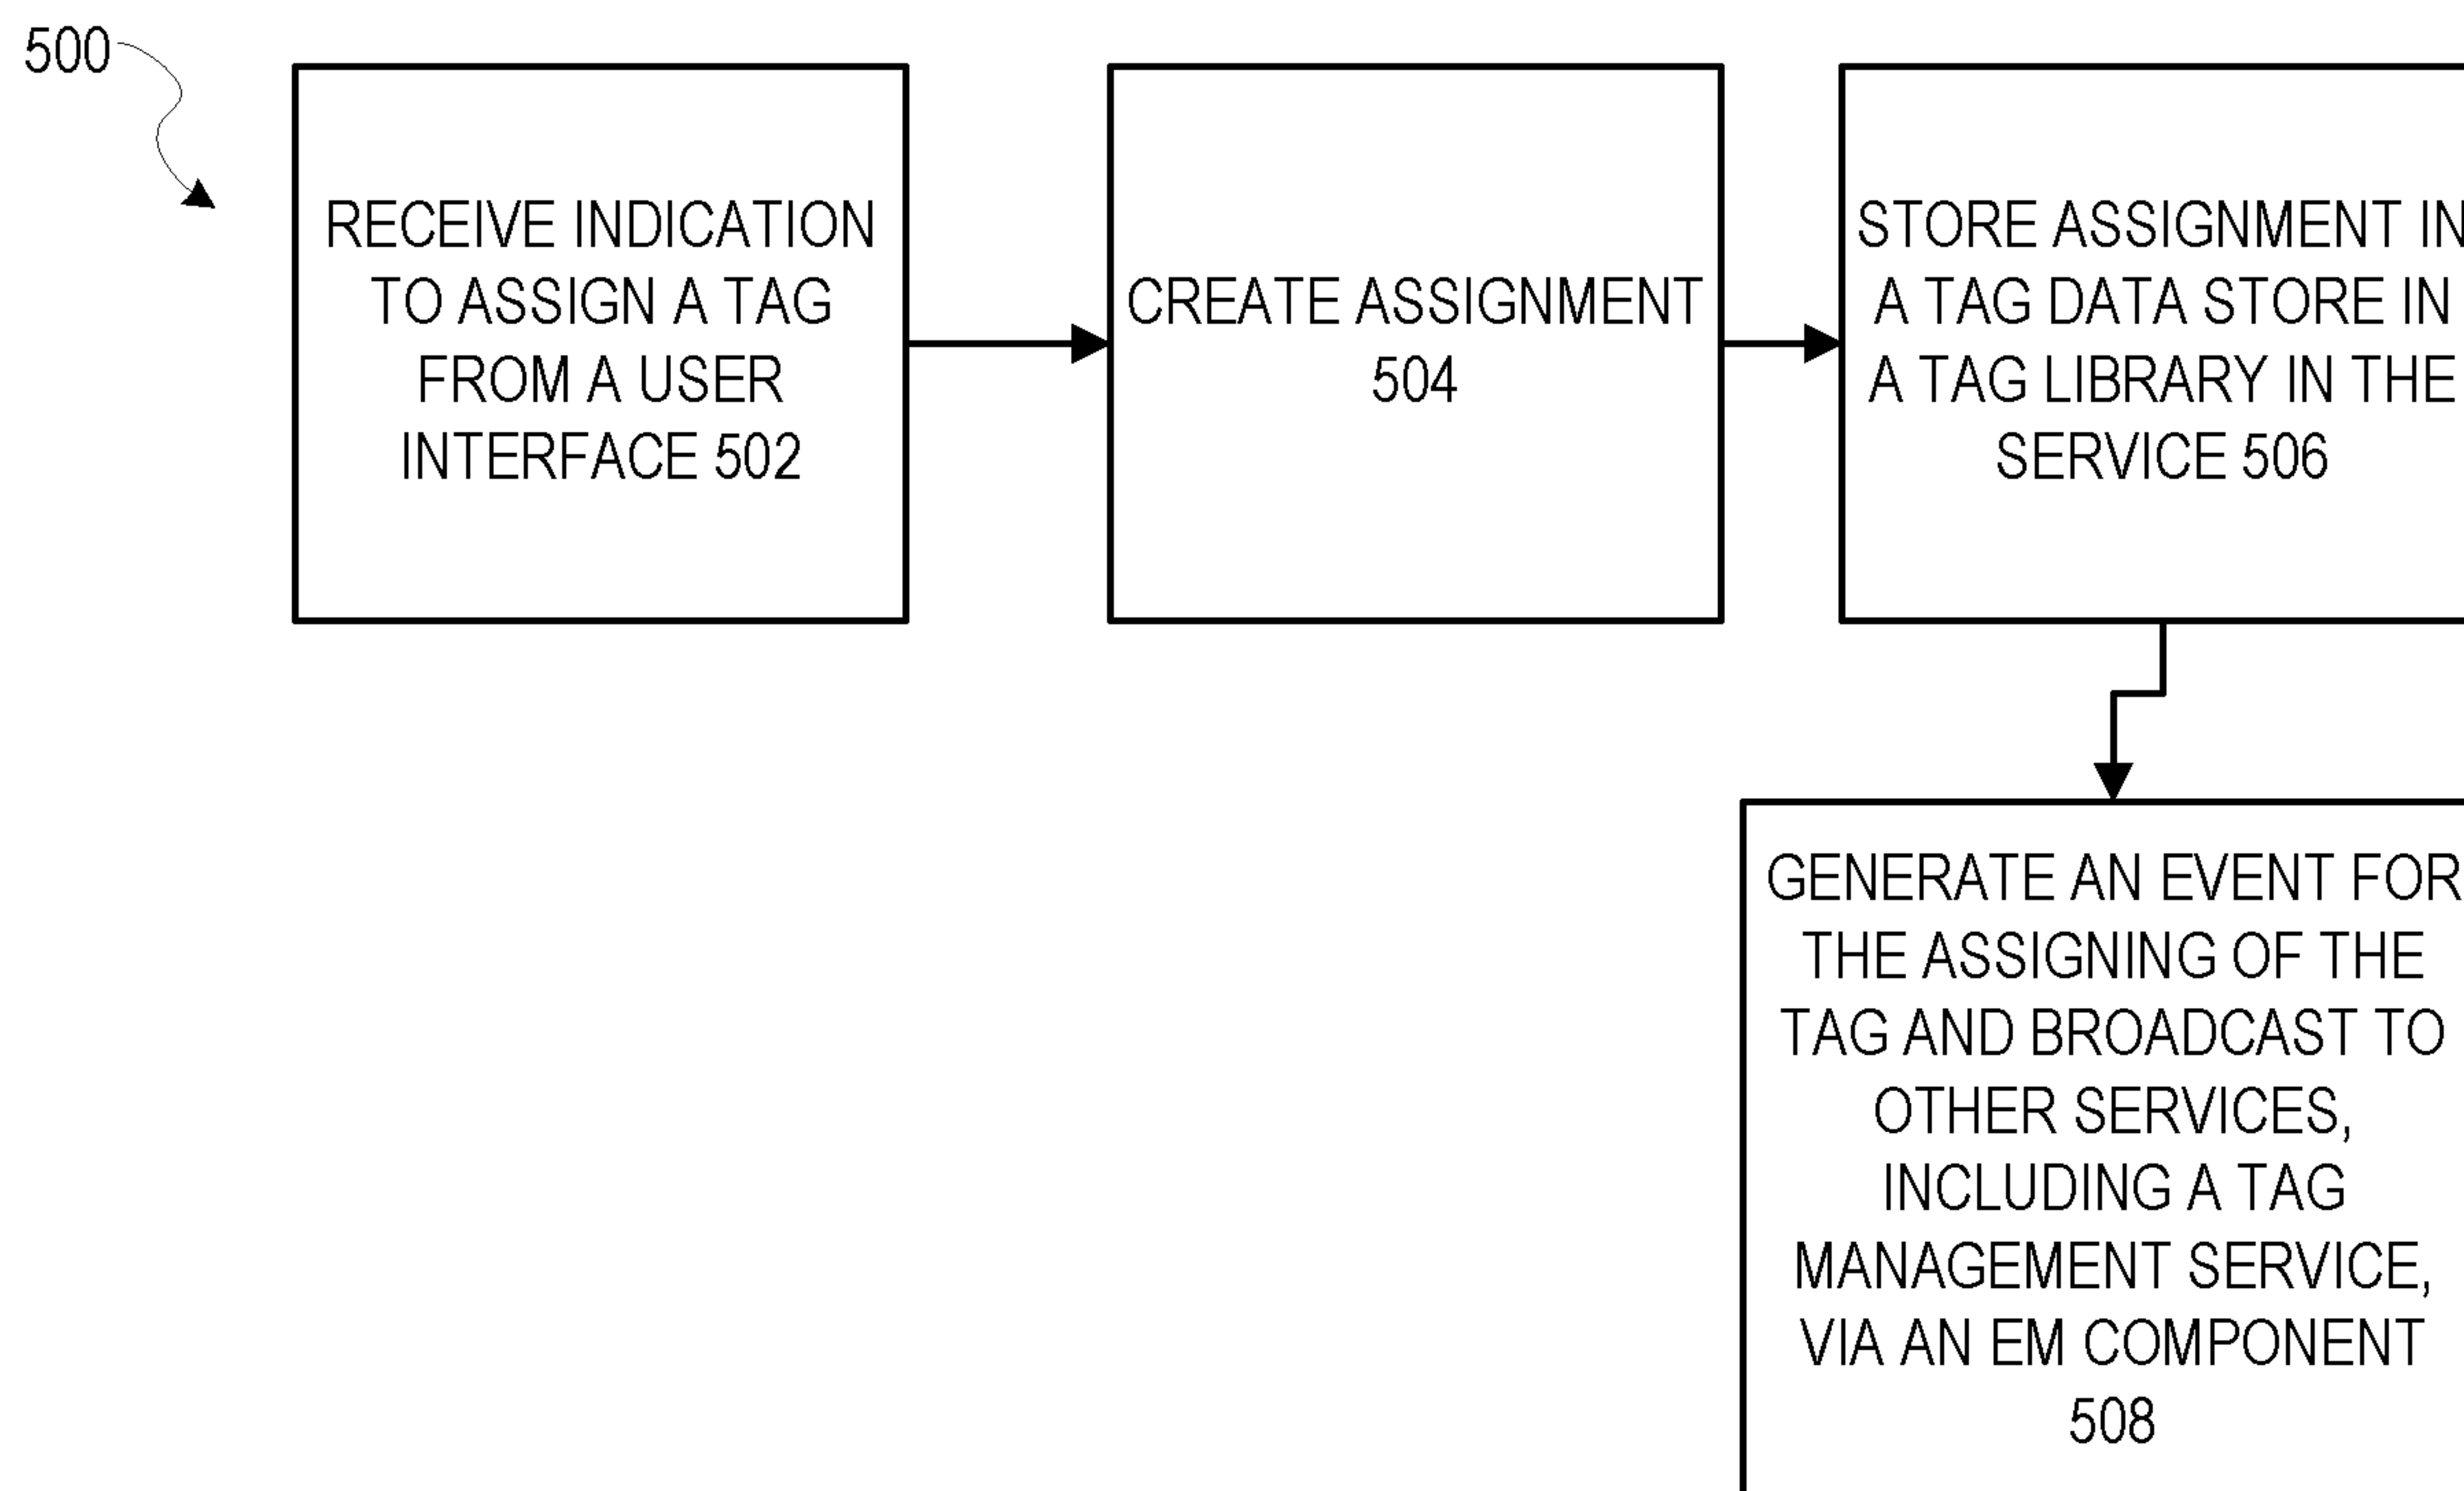 500
RECEIVE INDICATION
TO ASSIGN A TAG
FROM A USER
INTERFACE 502
CREATE ASSIGNMENT
504
STORE ASSIGNMENT IN
A TAG DATA STORE IN
A TAG LIBRARY IN THE
SERVICE 506
GENERATE AN EVENT FOR
THE ASSIGNING OF THE
TAG AND BROADCAST TO
OTHER SERVICES,
INCLUDING A TAG
MANAGEMENT SERVICE,
VIA AN EM COMPONENT
508